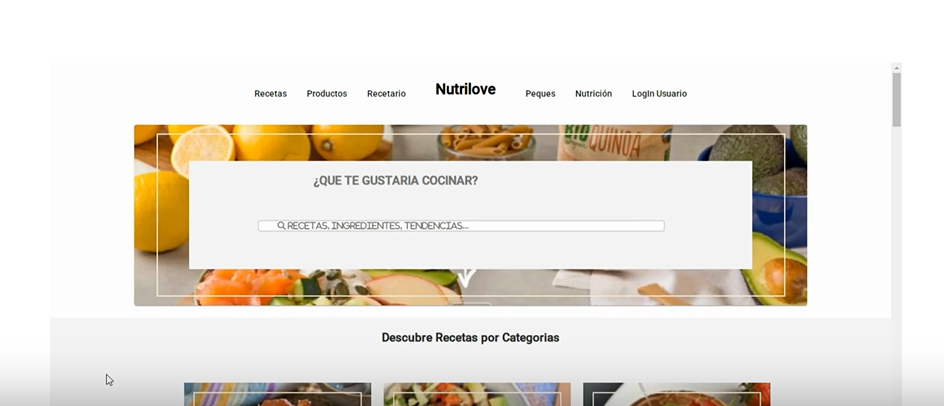 Recetas Productos Recetario Nutrilove Peques Nutrición LogIn Usuario
BIO QUINOA
¿QUE TE GUSTARIA COCINAR?
RECETAS, INGREDIENTES, TENDENCIAS...
Descubre Recetas por Categorias